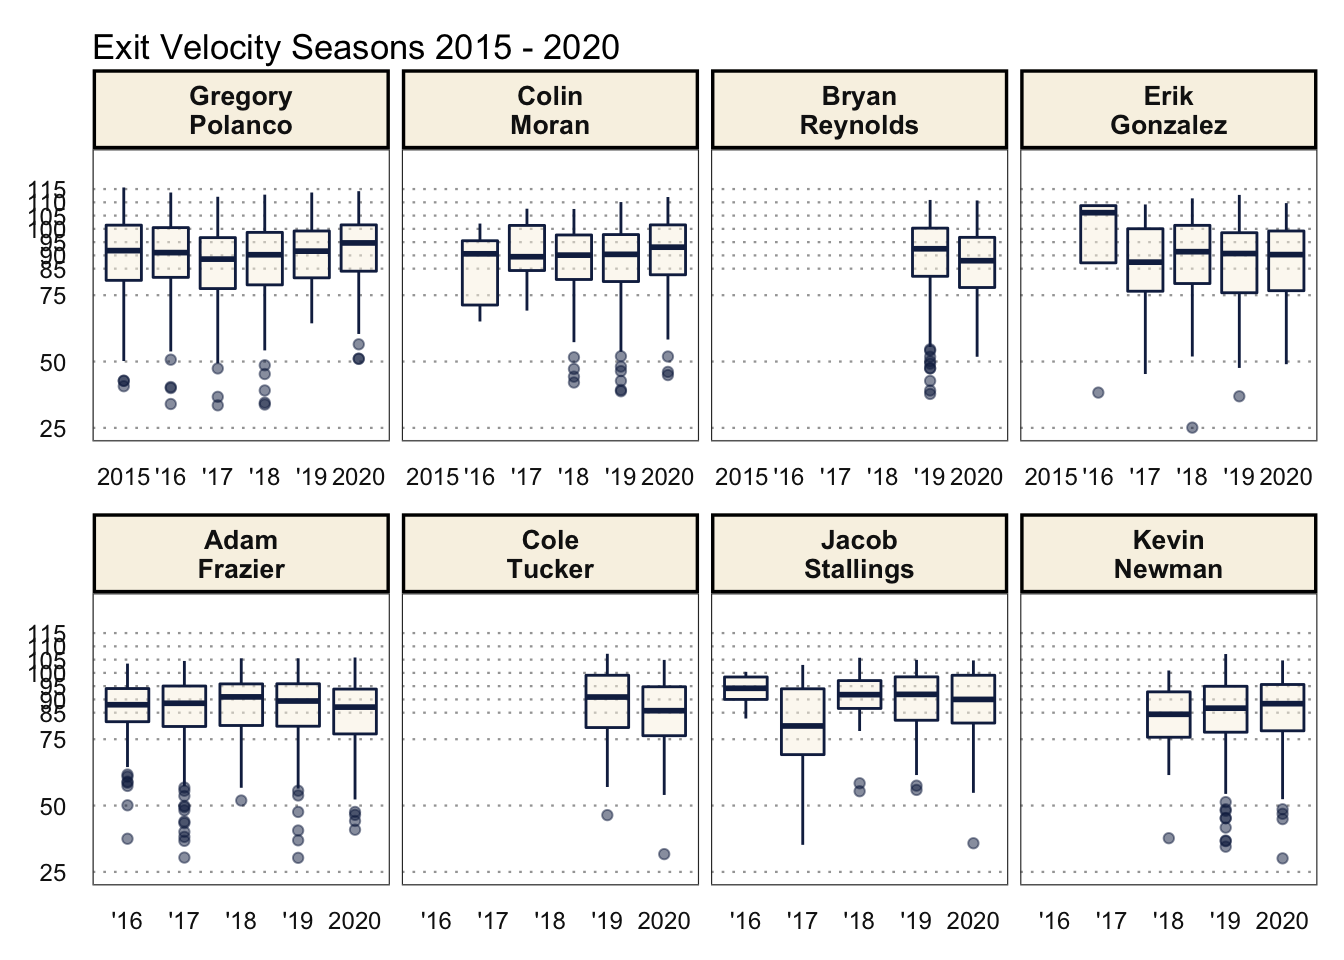 Exit Velocity Seasons 2015 - 2020
Gregory
Polanco
Colin
Moran
Bryan
Reynolds
Erik
Gonzalez
115
110
105
100
95
90
85
75
50
25
2015 '16 '17 '18 '19 2020
2015 '16 '17 '18 '19 2020
2015 '16 '17 '18 '19 2020
2015 '16 '17 '18 '19 2020
Adam
Frazier
Cole
Tucker
Jacob
Stallings
Kevin
Newman
115
110
105
100
95
90
85
75
50
25
'16 '17 '18 '19 2020
'16 '17 '18 '19 2020
'16 '17 '18 '19 2020
'16 '17 '18 '19 2020